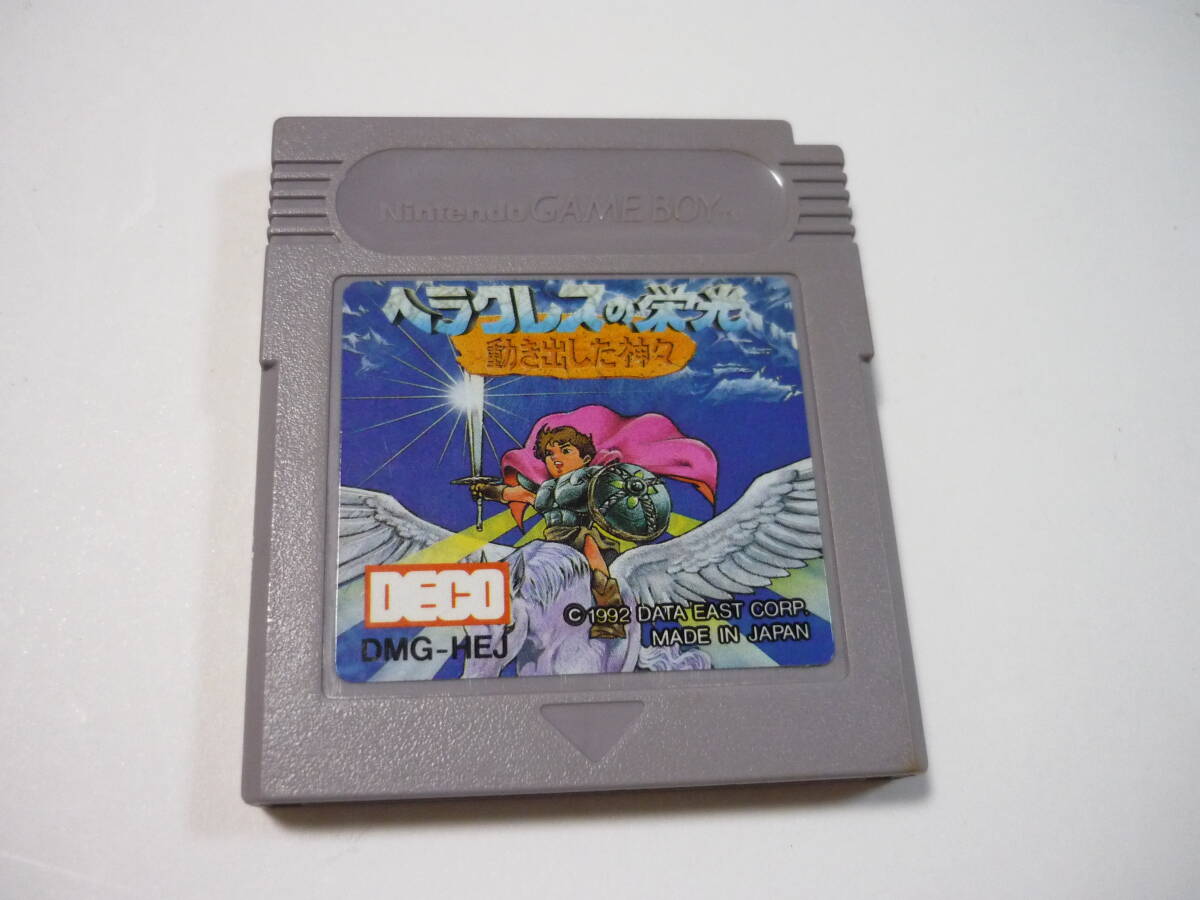 Nintendo GAME BOY TM
ヘラクレスの栄光
動き出した神々
DECO
DMG-HEJ
©1992 DATA EAST CORP.
MADE IN JAPAN